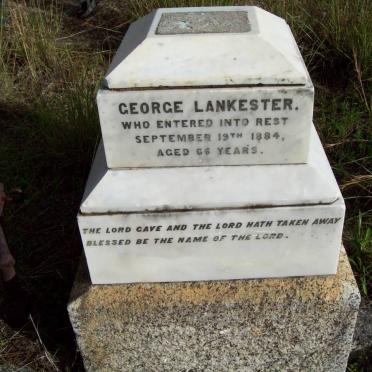 GEORGE LANKESTER.
WHO ENTERED INTO REST
SEPTEMBER 19TH 1884,
AGED 66 YEARS.
THE LORD GAVE AND THE LORD HATH TAKEN AWAY
BLESSED BE THE NAME OF THE LORD.